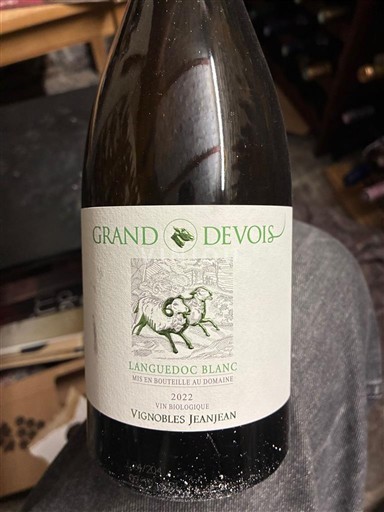 GRAND DEVOIS
LANGUEDOC BLANC
MIS EN BOUTEILLE AU DOMAINE
2022
VIN BIOLOGIQUE
VIGNOBLES JEANJEAN